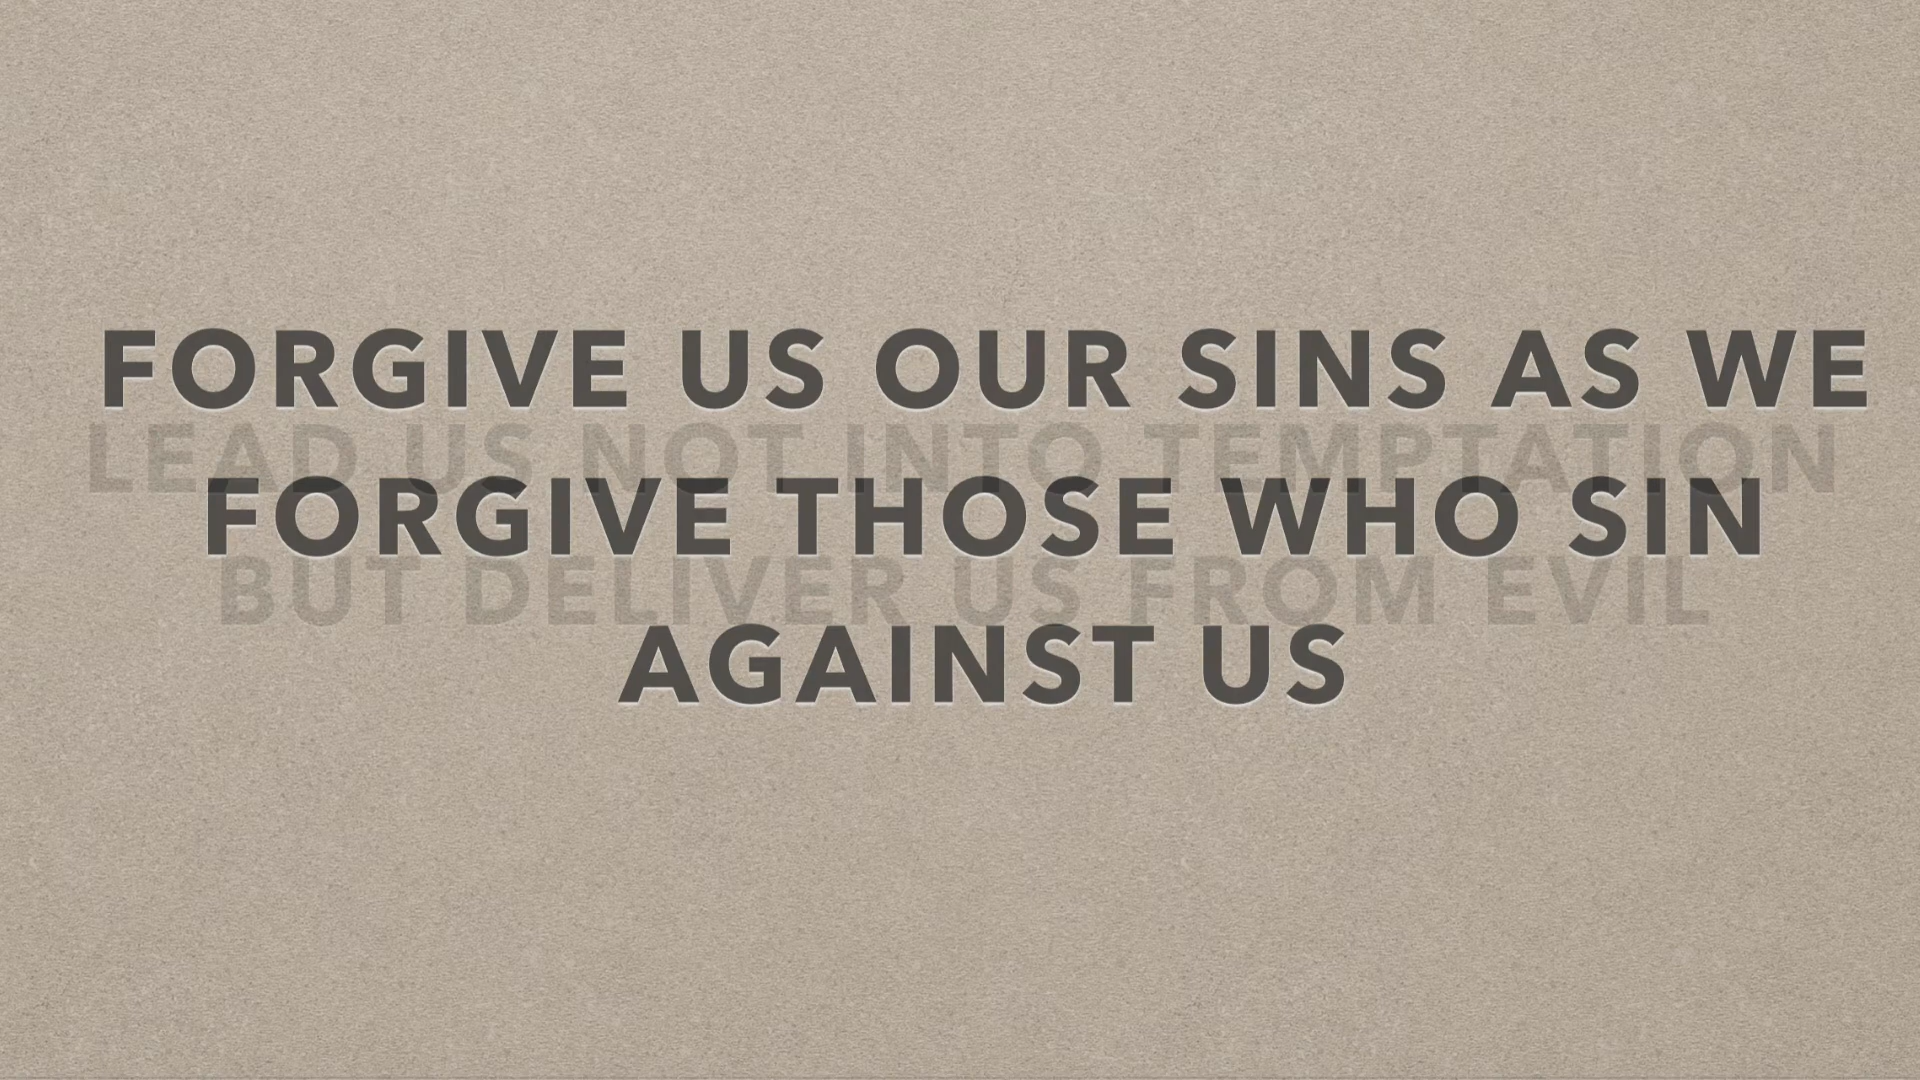 FORGIVE US OUR SINS AS WE
LEAD US NOT INTO TEMPTATION
FORGIVE THOSE WHO SIN
BUT DELIVER US FROM EVIL
AGAINST US